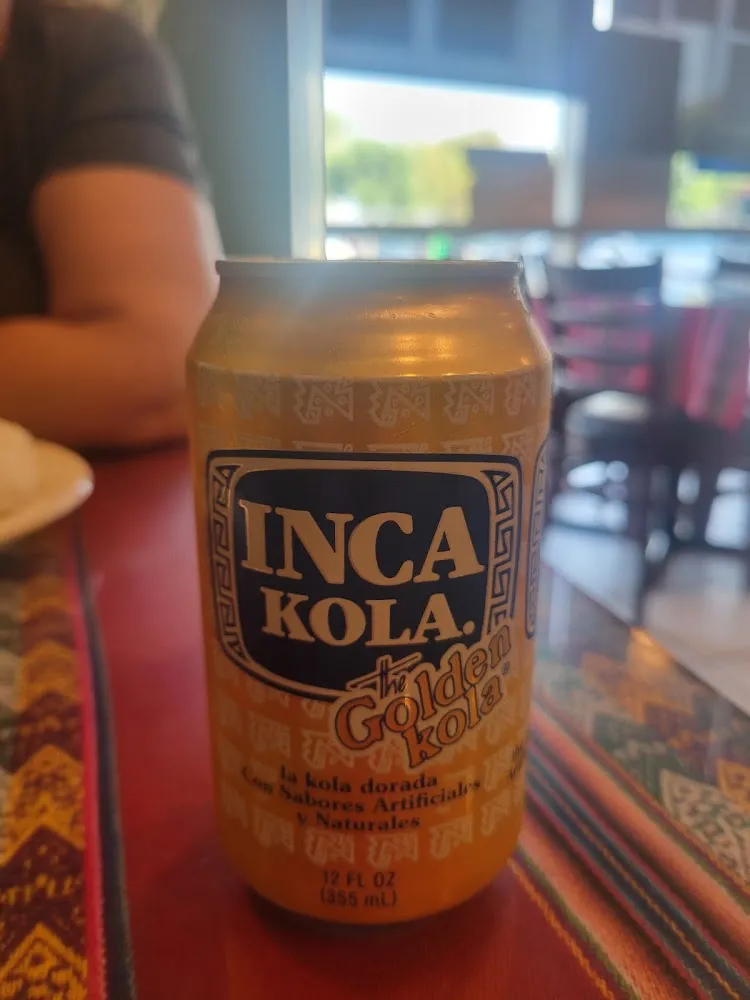 INCA
KOLA.
the
Golden
kola®
la kola dorada
Con Sabores Artificiales
y Naturales
12 FL OZ
(355 mL)